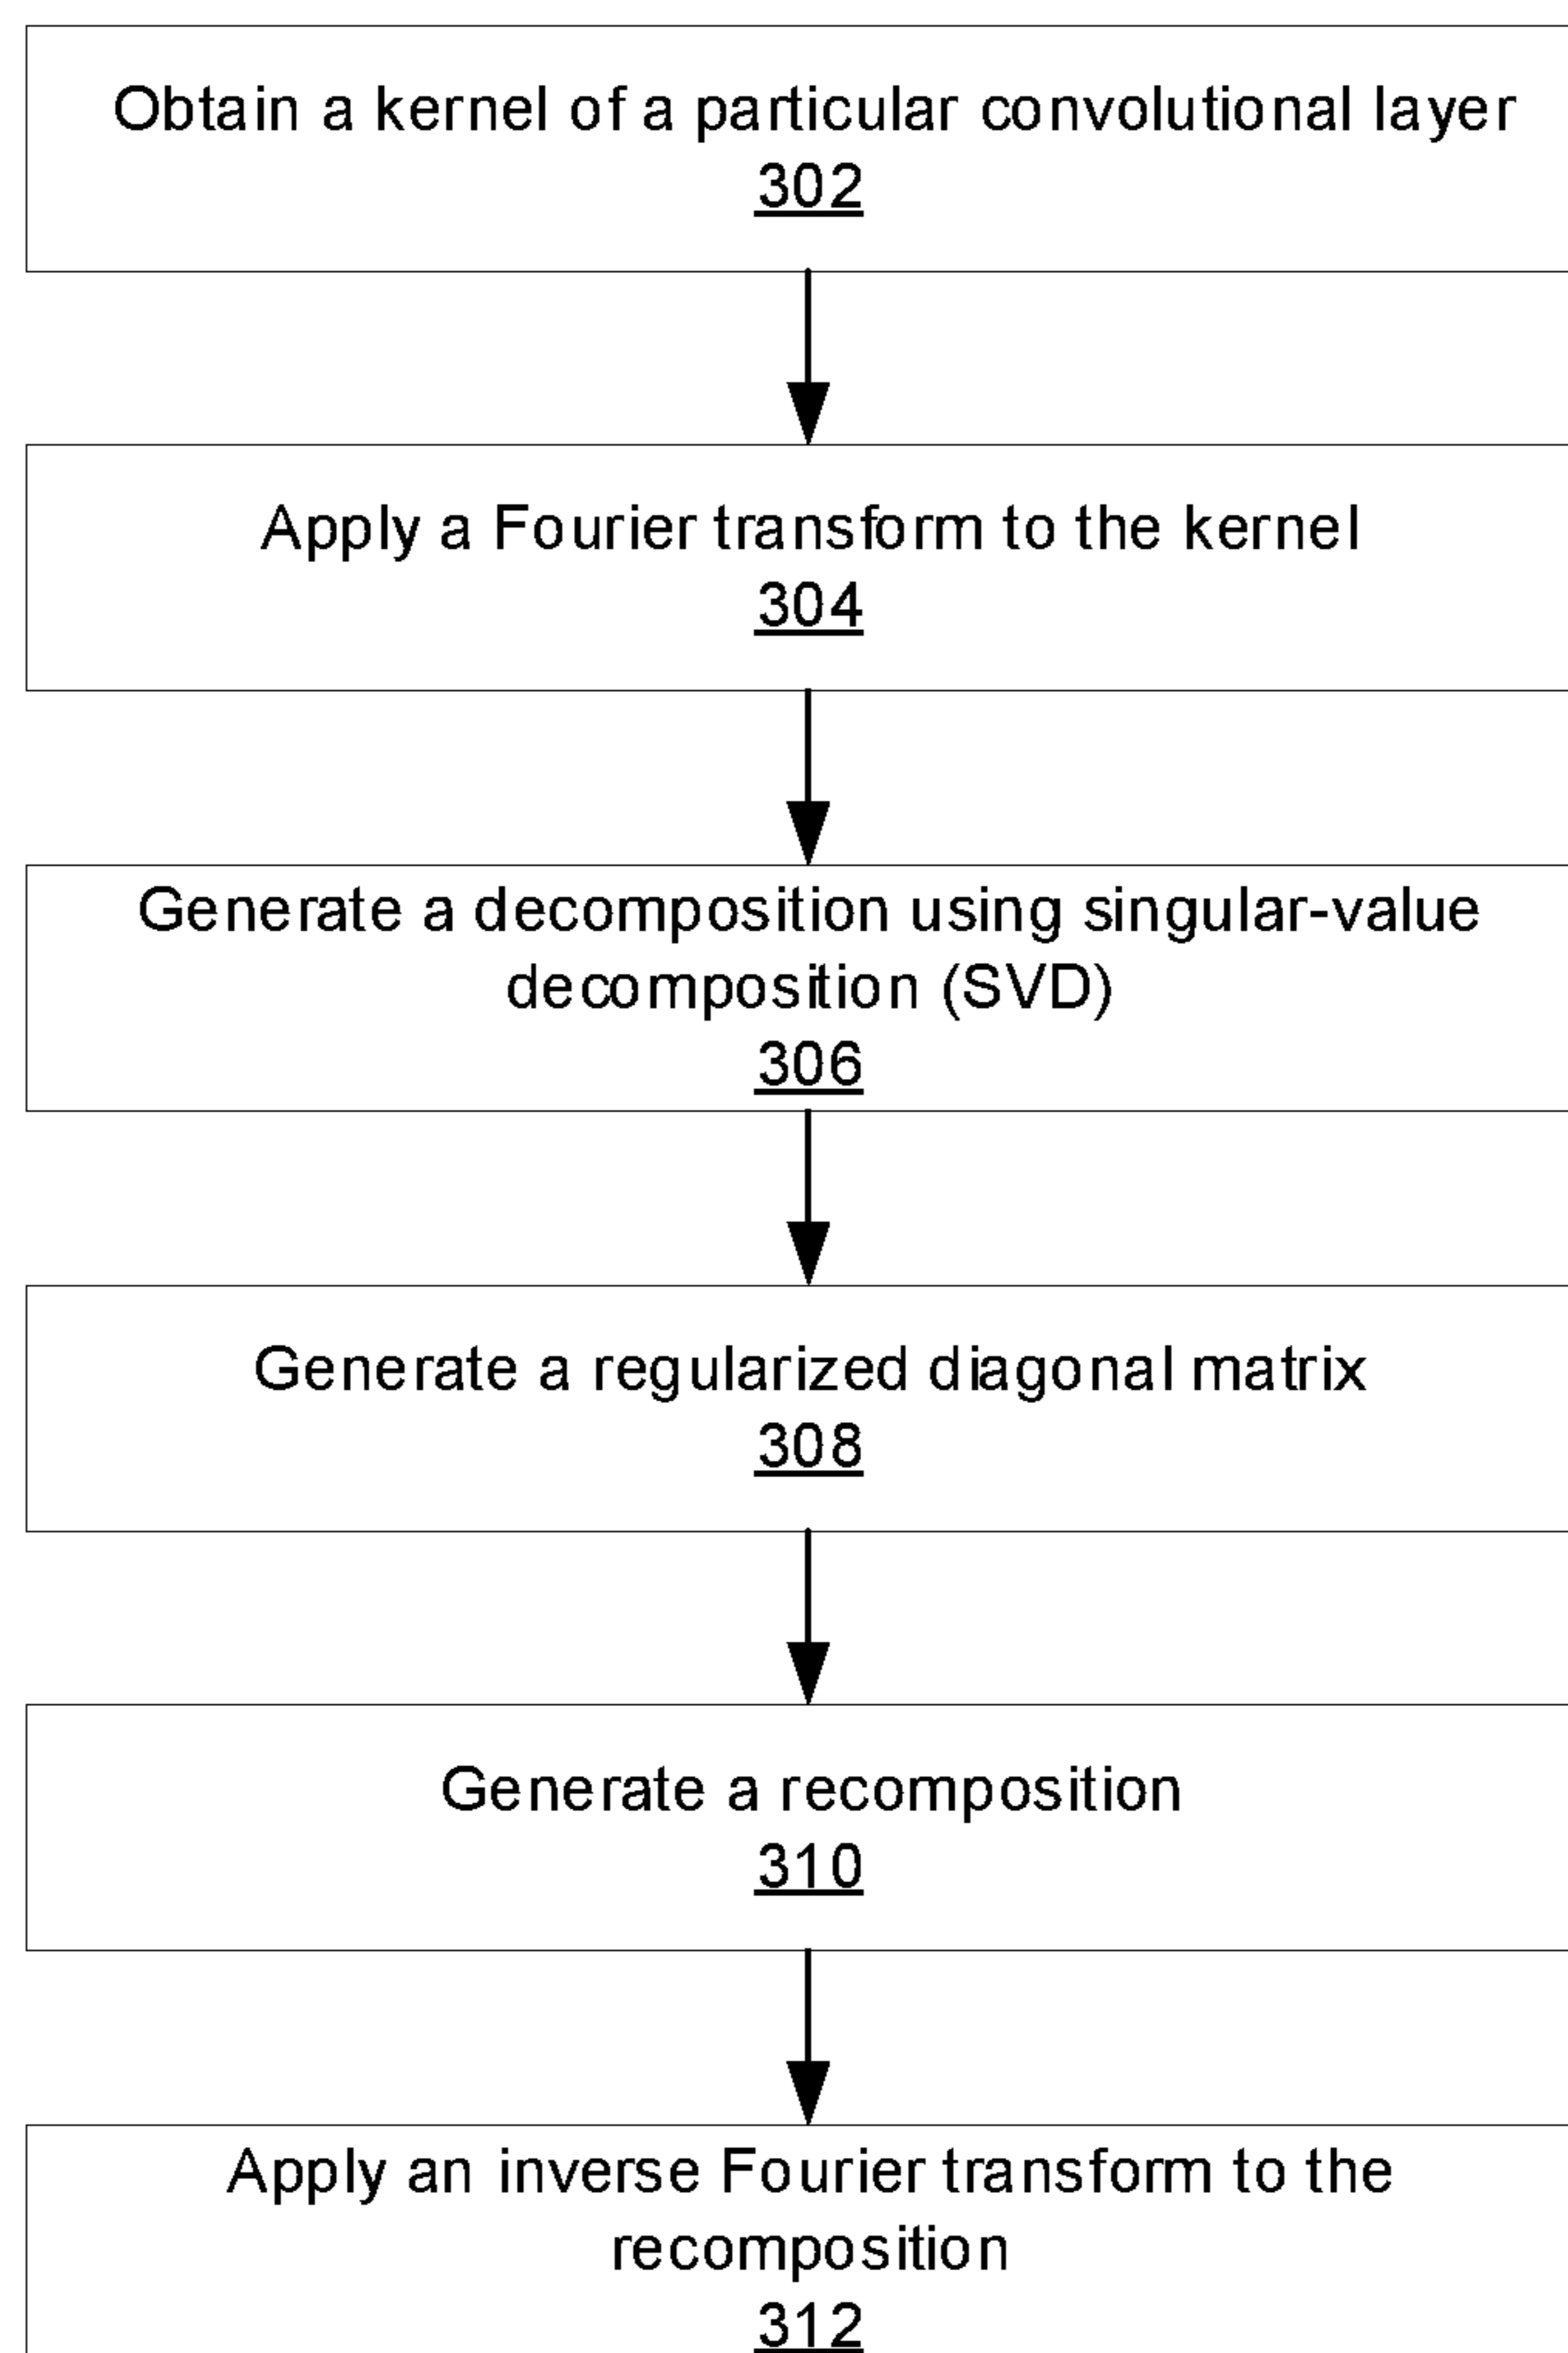 Obtain a kernel of a particular convolutional layer
302
Apply a Fourier transform to the kernel
304
Generate a decomposition using singular-value
decomposition (SVD)
306
Generate a regularized diagonal matrix
308
Generate a recomposition
310
Apply an inverse Fourier transform to the
recomposition
312